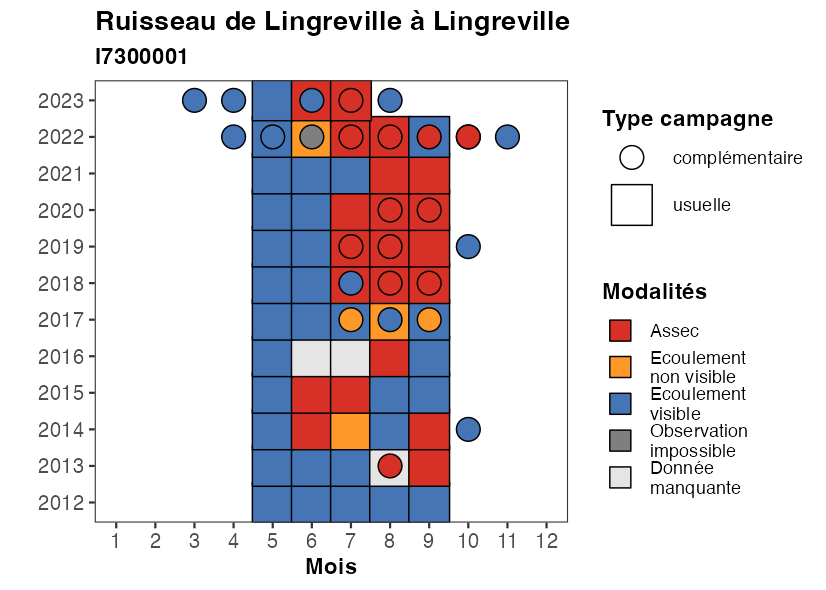 Ruisseau de Lingreville à Lingreville
I7300001
2023
2022
2021
2020
2019
2018
2017
2016
2015
2014
2013
2012
1 2 3 4 5 6 7 8 9 10 11 12
Mois
Type campagne
complémentaire
usuelle
Modalités
Assec
Ecoulement
non visible
Ecoulement
visible
Observation
impossible
Donnée
manquante